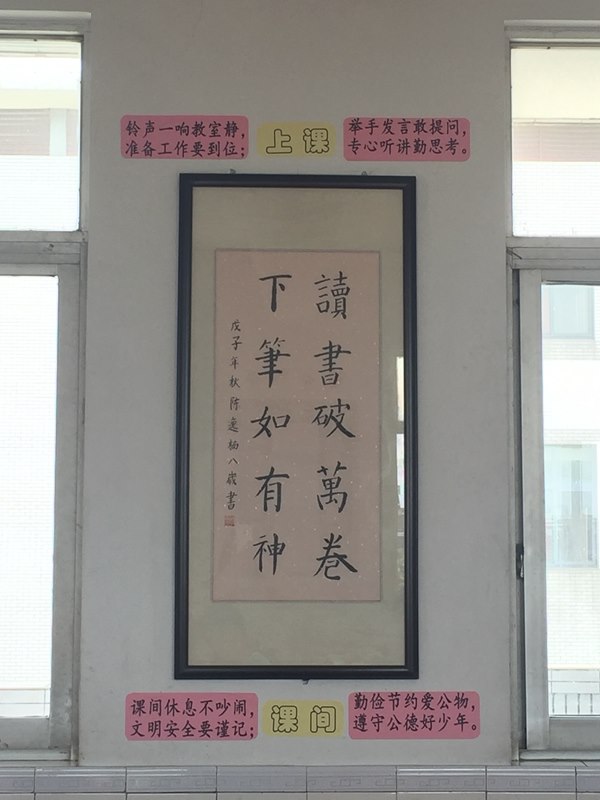 铃声一响教室静，
准备工作要到位；
上课
举手发言敢提问，
专心听讲勤思考。
讀書破萬卷
下筆如有神
戊子年秋陈逸楠八歲書
课间休息不吵闹，
文明安全要谨记；
课间
勤俭节约爱公物，
遵守公德好少年。